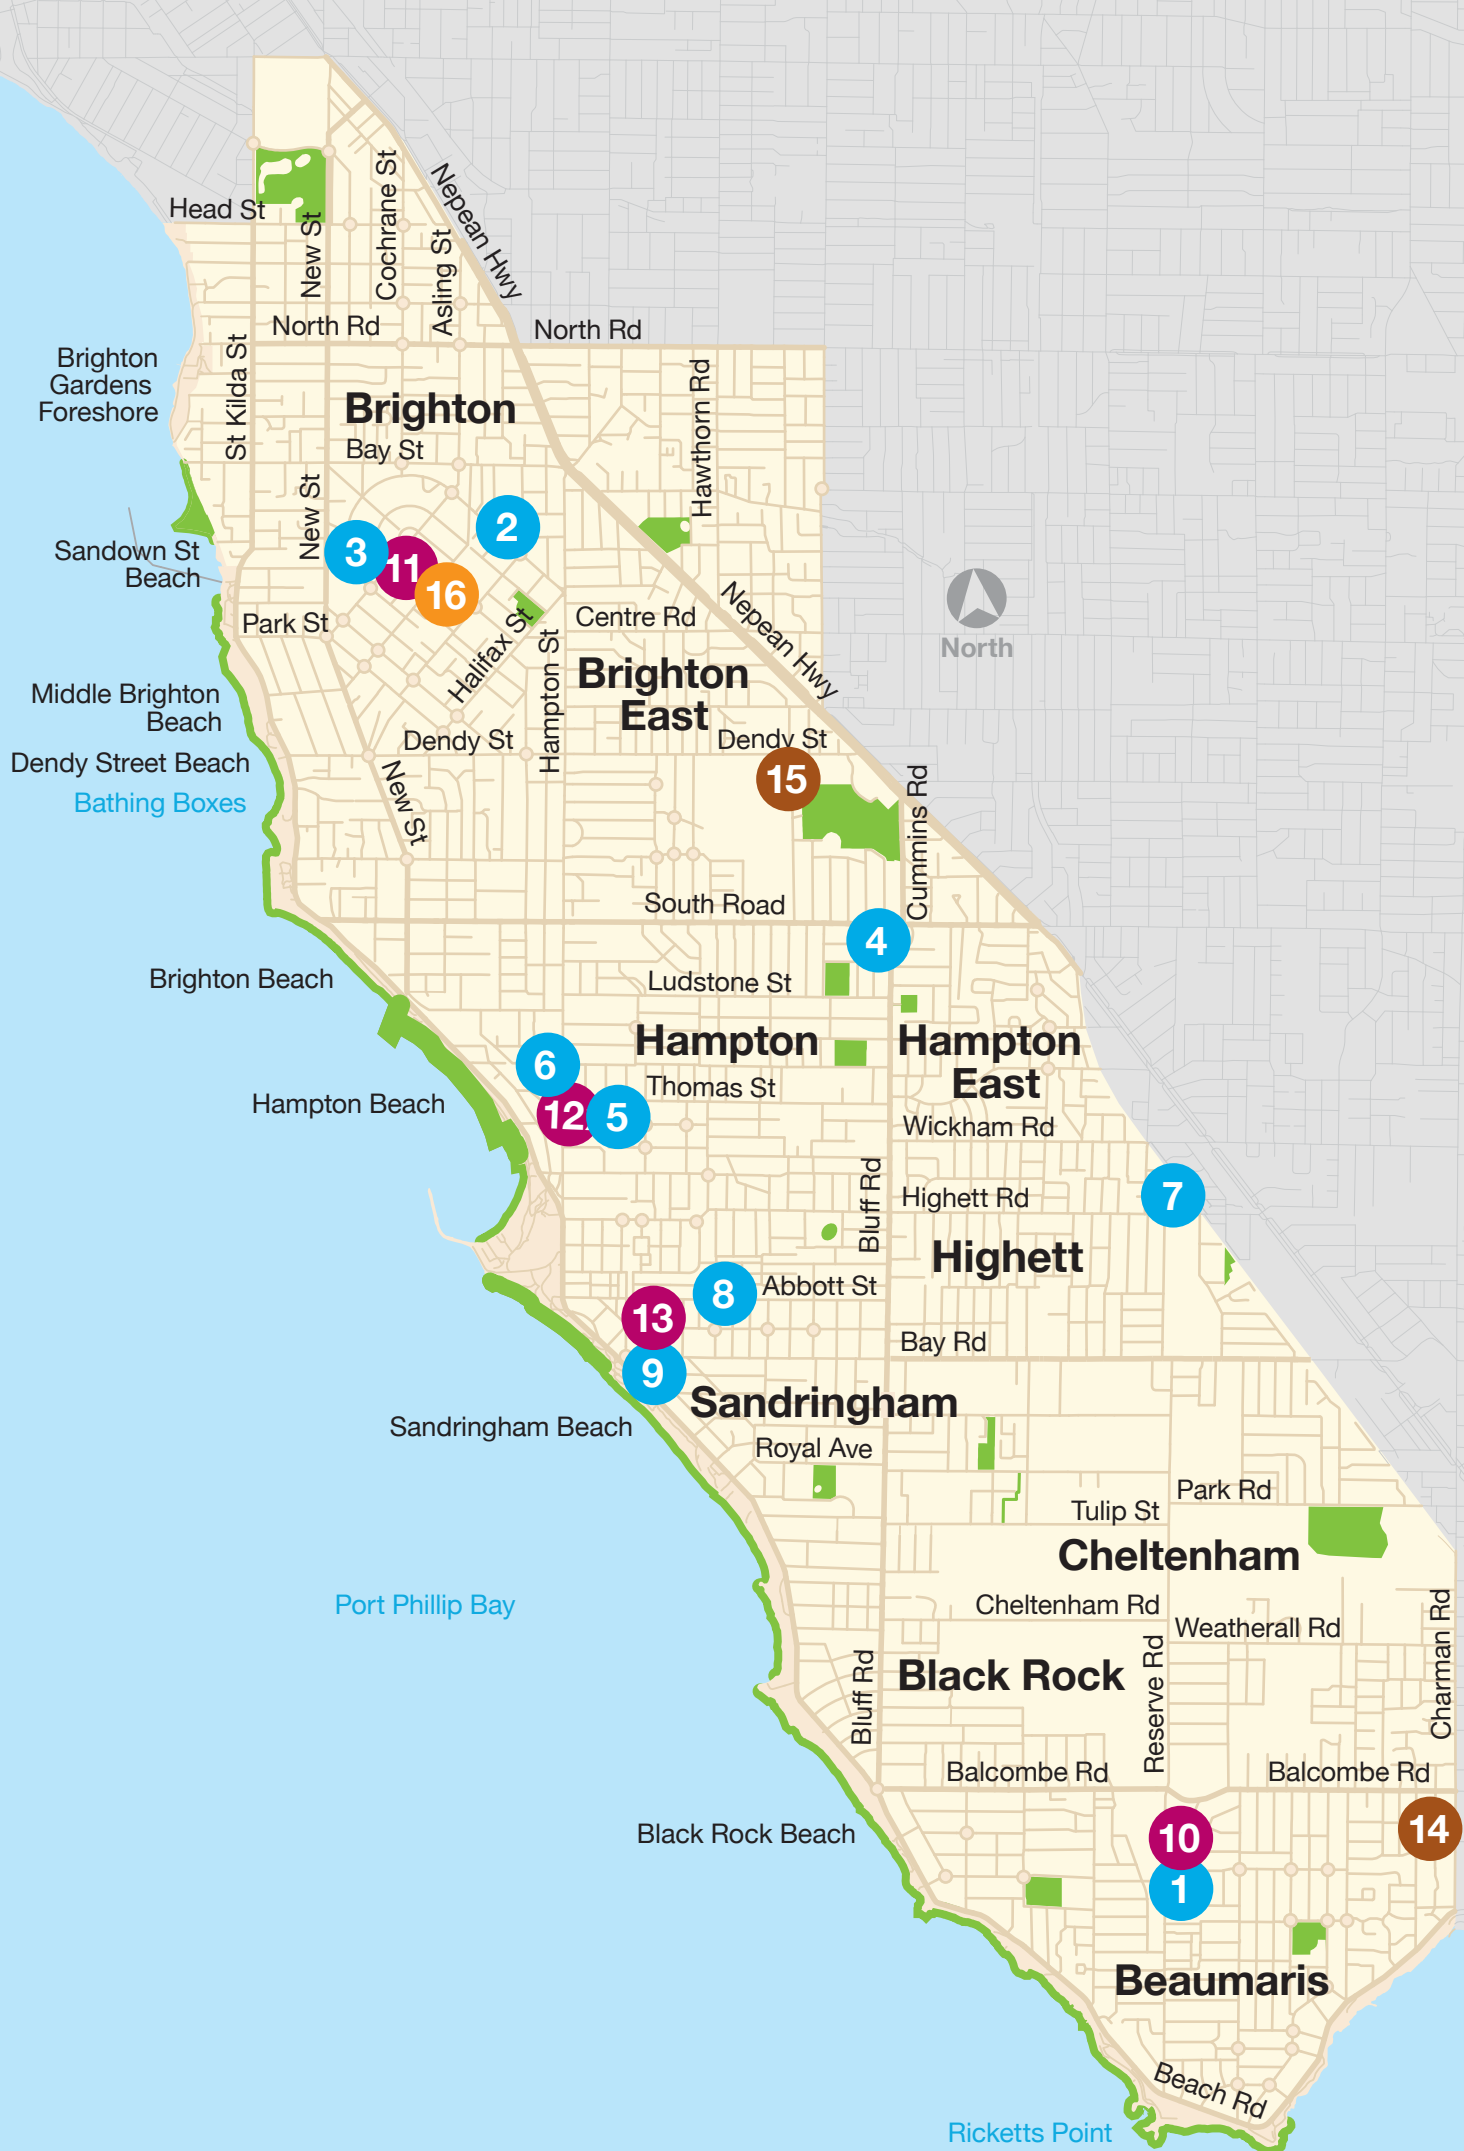 Head St
New St
Cochrane St
Asling St
Nepean Hwy
North Rd
North Rd
Brighton
Gardens
Foreshore
St Kilda St
Hawthorn Rd
Brighton
Bay St
New St
2
3
11
16
Sandown St
Beach
Park St
Halifax St
Hampton St
Centre Rd
Nepean Hwy
North
Brighton
East
Middle Brighton
Beach
Dendy St
Dendy St
Dendy Street Beach
Bathing Boxes
New St
15
Cummins Rd
South Road
4
Brighton Beach
Ludstone St
Hampton
Hampton
East
6
Thomas St
Hampton Beach
12
5
Wickham Rd
Bluff Rd
Highett Rd
7
Highett
8
Abbott St
13
Bay Rd
9
Sandringham
Sandringham Beach
Royal Ave
Park Rd
Tulip St
Cheltenham
Port Phillip Bay
Cheltenham Rd
Weatherall Rd
Charman Rd
Bluff Rd
Black Rock
Reserve Rd
Balcombe Rd
Balcombe Rd
Black Rock Beach
10
14
1
Beaumaris
Beach Rd
Ricketts Point